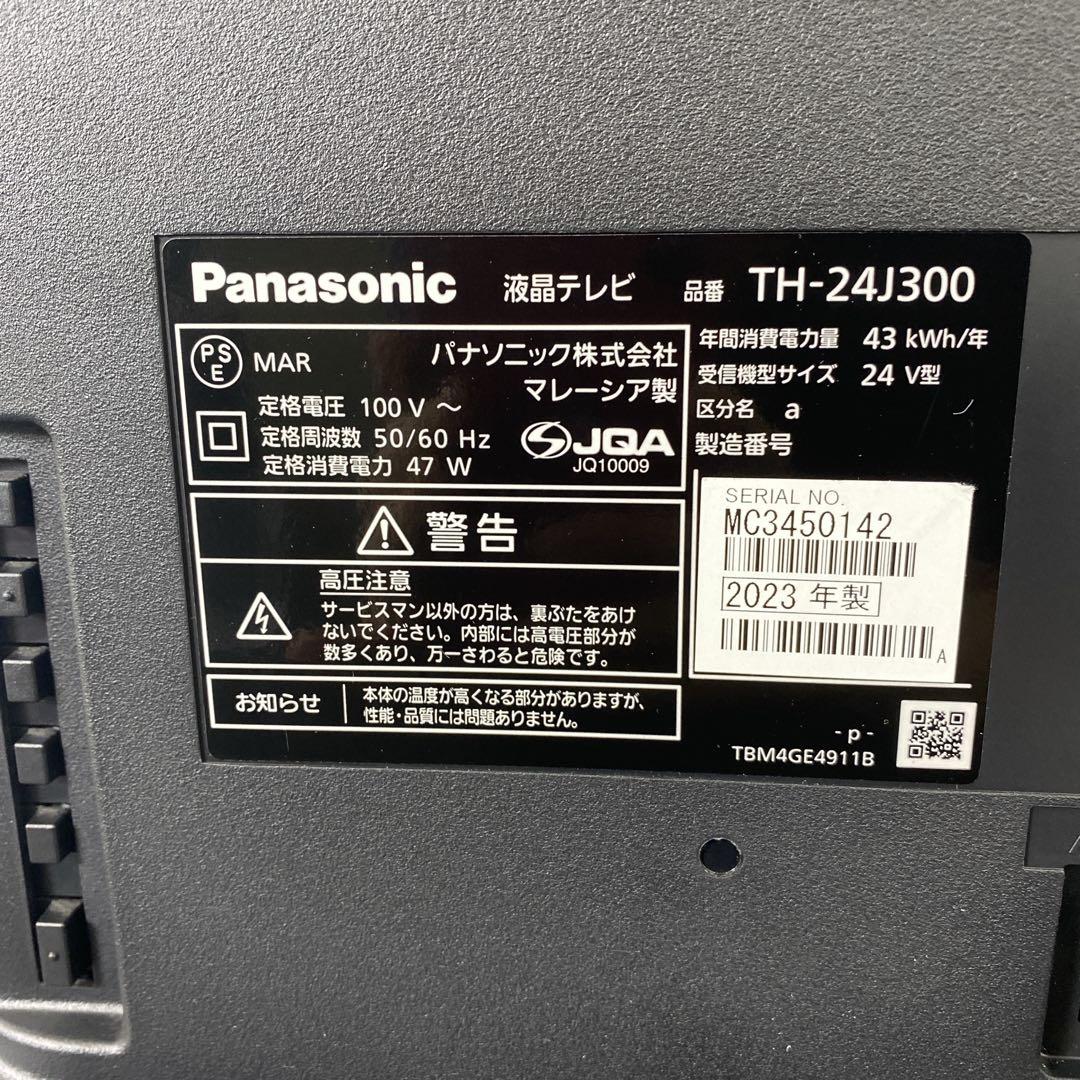 Panasonic 液晶テレビ 品番 TH-24J300
PS
E
MAR パナソニック株式会社
マレーシア製
定格電圧 100 V ～
定格周波数 50/60 Hz
定格消費電力 47 W
JQA
JQ10009
年間消費電力量 43 kWh/年
受信機型サイズ 24 V型
区分名 a
製造番号
SERIAL NO.
MC3450142
2023 年製
A
警告
高圧注意
サービスマン以外の方は、裏ぶたをあけ
ないでください。内部には高電圧部分が
数多くあり、万一さわると危険です。
お知らせ
本体の温度が高くなる部分がありますが、
性能・品質には問題ありません。
- p -
TBM4GE4911B